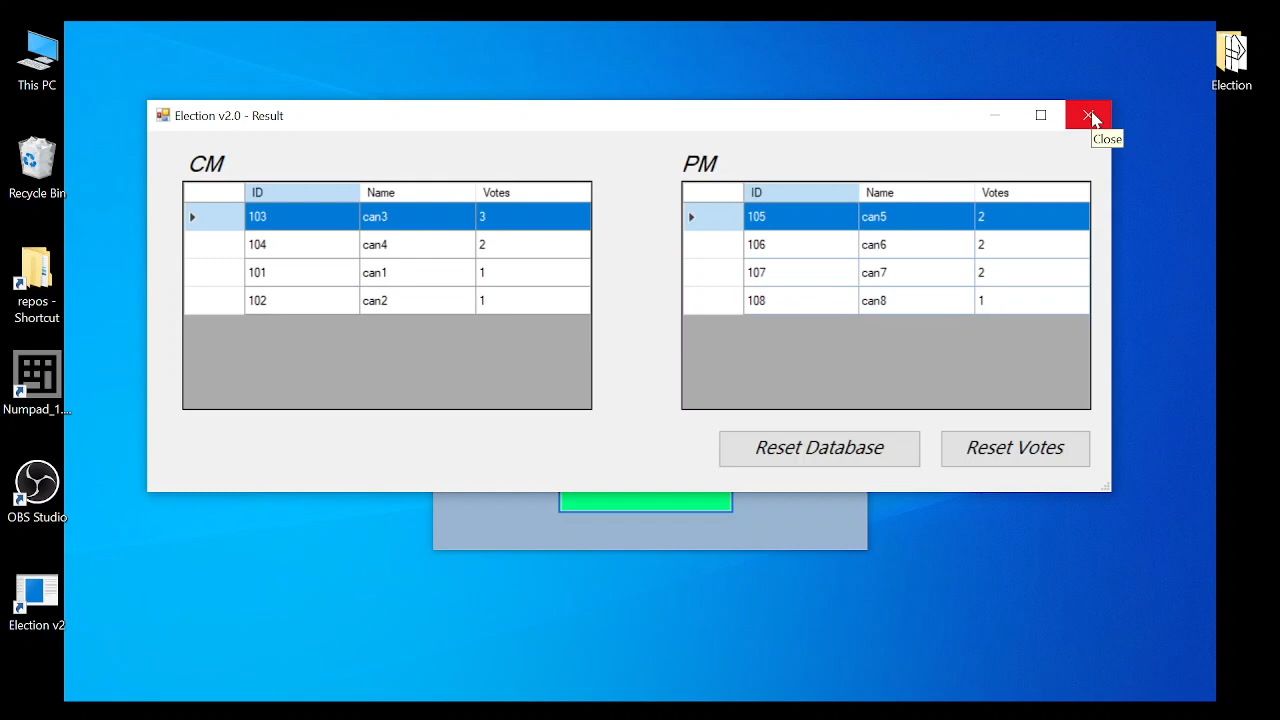 This PC
Recycle Bin
repos -
Shortcut
Numpad_1....
OBS Studio
Election v2
Election
Election v2.0 - Result
Close
CM
ID Name Votes
103 can3 3
104 can4 2
101 can1 1
102 can2 1
PM
ID Name Votes
105 can5 2
106 can6 2
107 can7 2
108 can8 1
Reset Database
Reset Votes